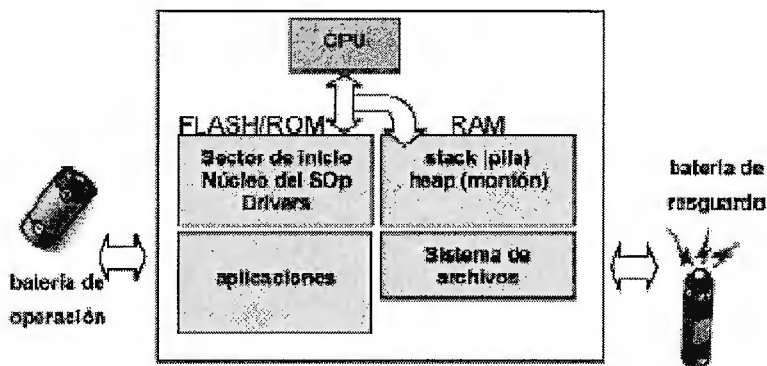 CPU
FLASH/ROM
RAM
Sector de inicio
Núcleo del SOp
Drivers
stack (pila)
heap (montón)
aplicaciones
Sistema de
archivos
batería de
operación
batería de
resguardo